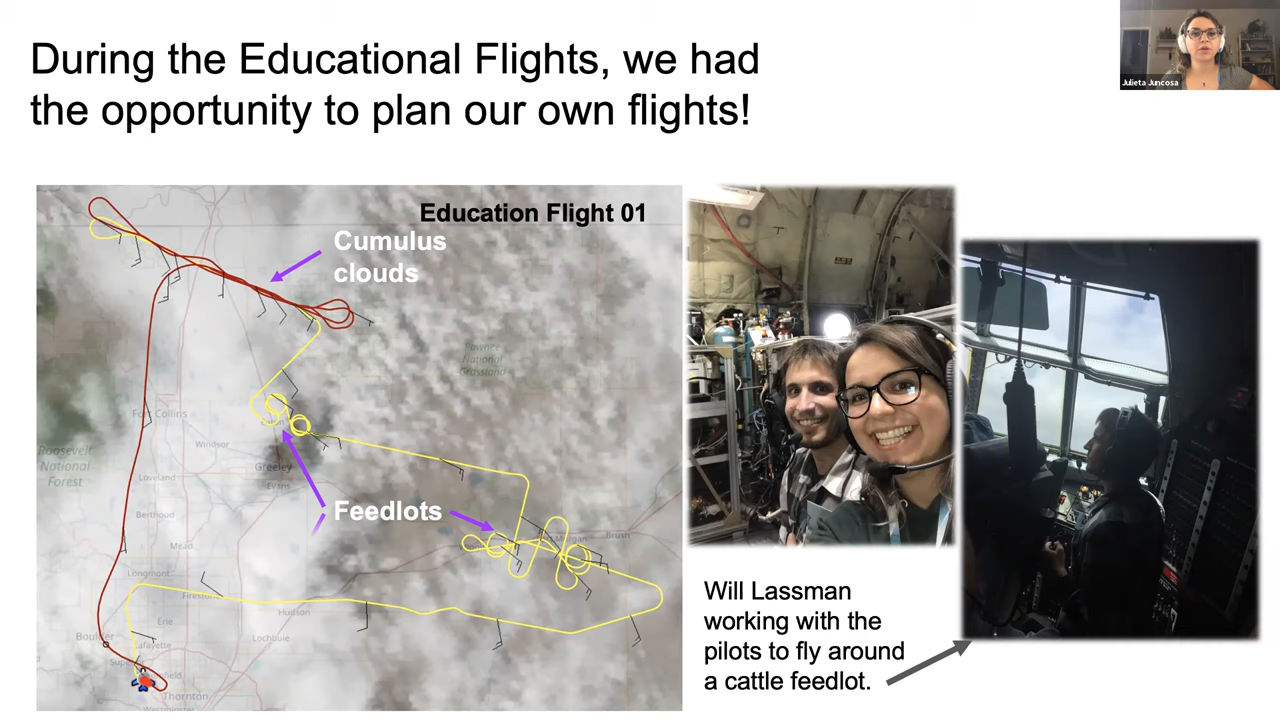 During the Educational Flights, we had
the opportunity to plan our own flights!
Julieta Juncosa
Education Flight 01
Cumulus
clouds
Pawnee
National
Grassland
Fort Collins
Roosevelt
National
Forest
Windsor
Greeley
Evans
Loveland
Feedlots
Berthoud
Mead
Brush
Longmont
Hudson
Erie
Lochbuie
Boulder
Lafayette
Thornton
Westminster
Will Lassman
working with the
pilots to fly around
a cattle feedlot.